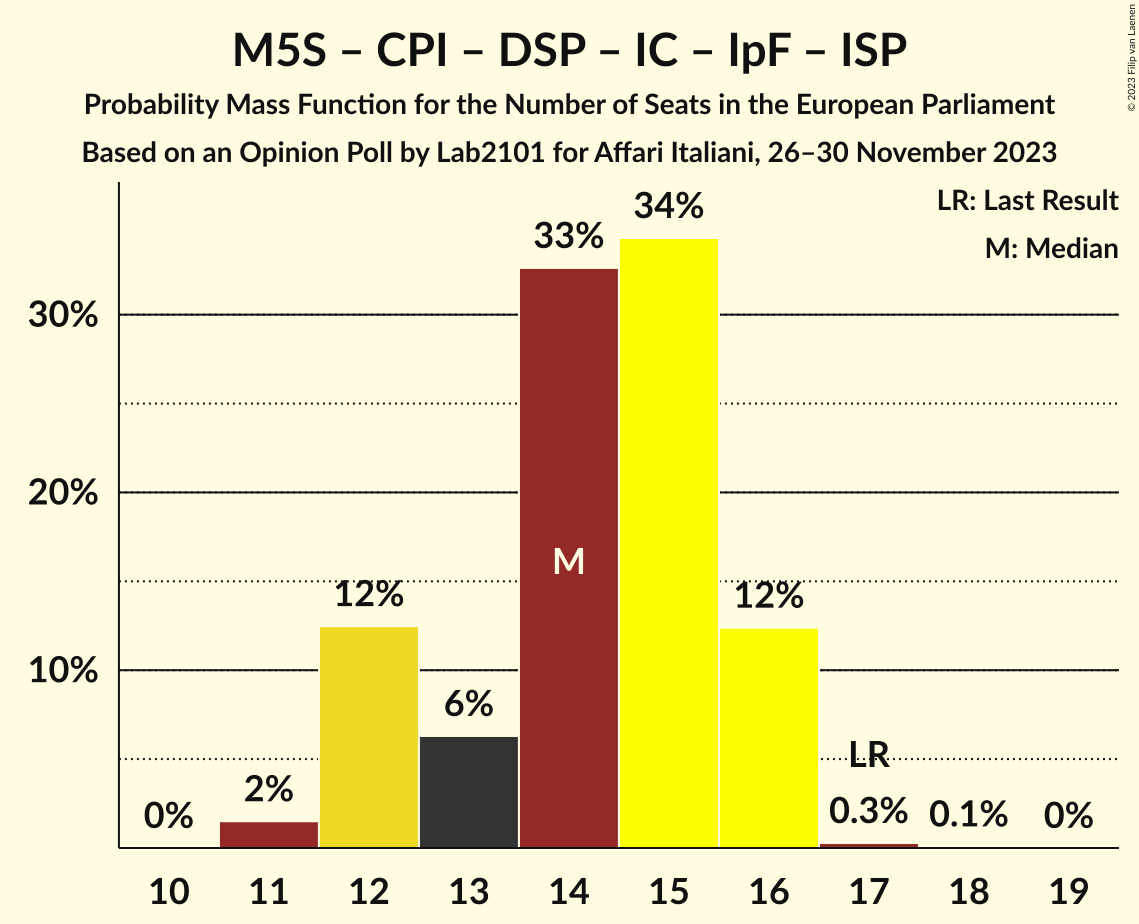 M5S – CPI – DSP – IC – IpF – ISP
Probability Mass Function for the Number of Seats in the European Parliament
Based on an Opinion Poll by Lab2101 for Affari Italiani, 26–30 November 2023
© 2023 Filip van Laenen
LR: Last Result
M: Median
34%
33%
30%
20%
M
12%
12%
10%
6%
LR
2%
0%
0.3%
0.1%
0%
10 11 12 13 14 15 16 17 18 19